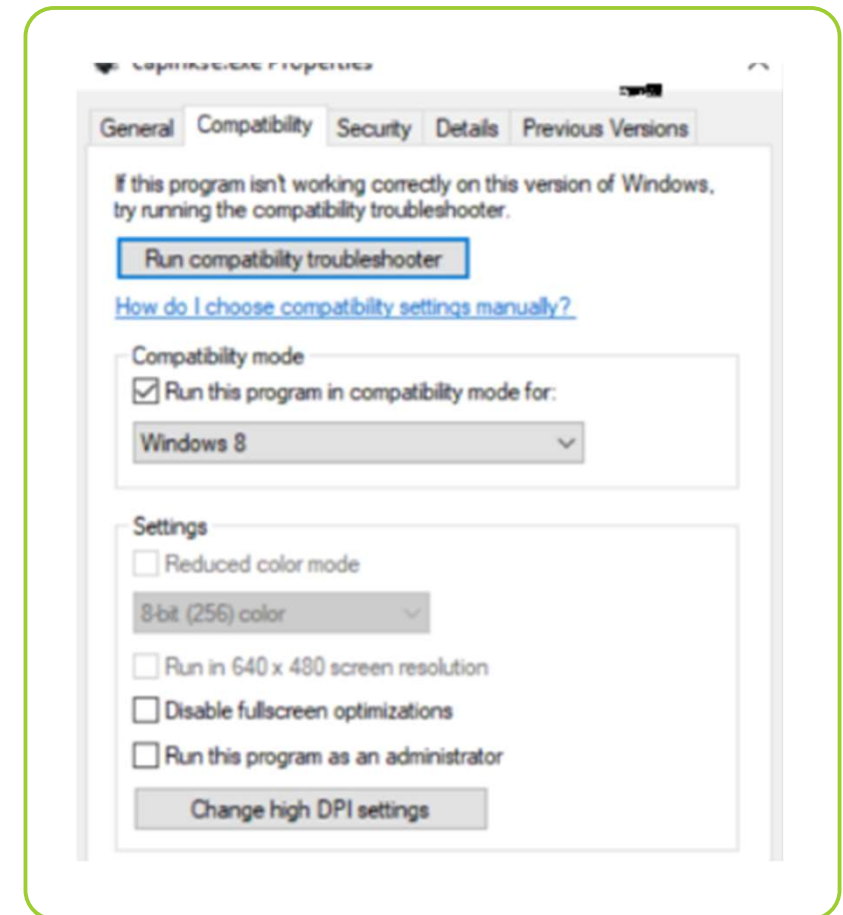 Properties
General Compatibility Security Details Previous Versions
If this program isn't working correctly on this version of Windows,
try running the compatibility troubleshooter.
Run compatibility troubleshooter
How do I choose compatibility settings manually?
Compatibility mode
Run this program in compatibility mode for:
Windows 8
Settings
Reduced color mode
8-bit (256) color
Run in 640 x 480 screen resolution
Disable fullscreen optimizations
Run this program as an administrator
Change high DPI settings